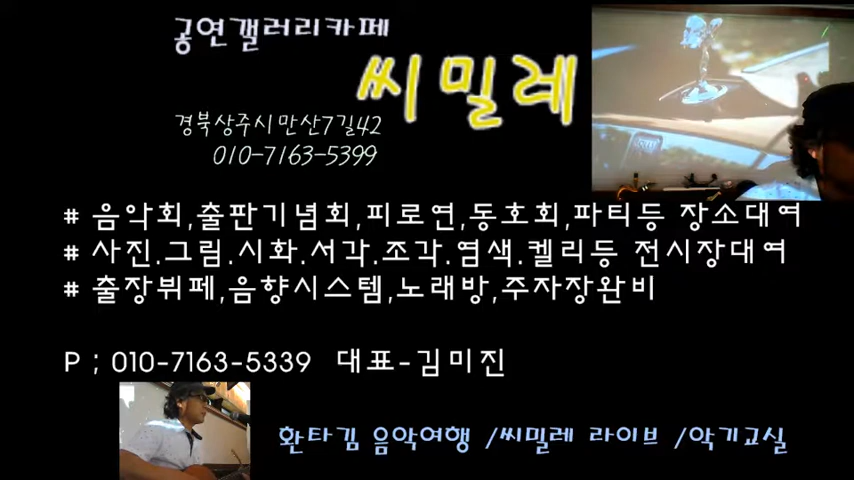 공연갤러리카페
씨밀레
경북상주시만산7길42
010-7163-5399
# 음악회,출판기념회,피로연,동호회,파티등 장소대여
# 사진.그림.시화.서각.조각.염색.켈리등 전시장대여
# 출장뷔페,음향시스템,노래방,주자장완비
P ; 010-7163-5339 대표-김미진
환타김 음악여행 /씨밀레 라이브 /악기교실